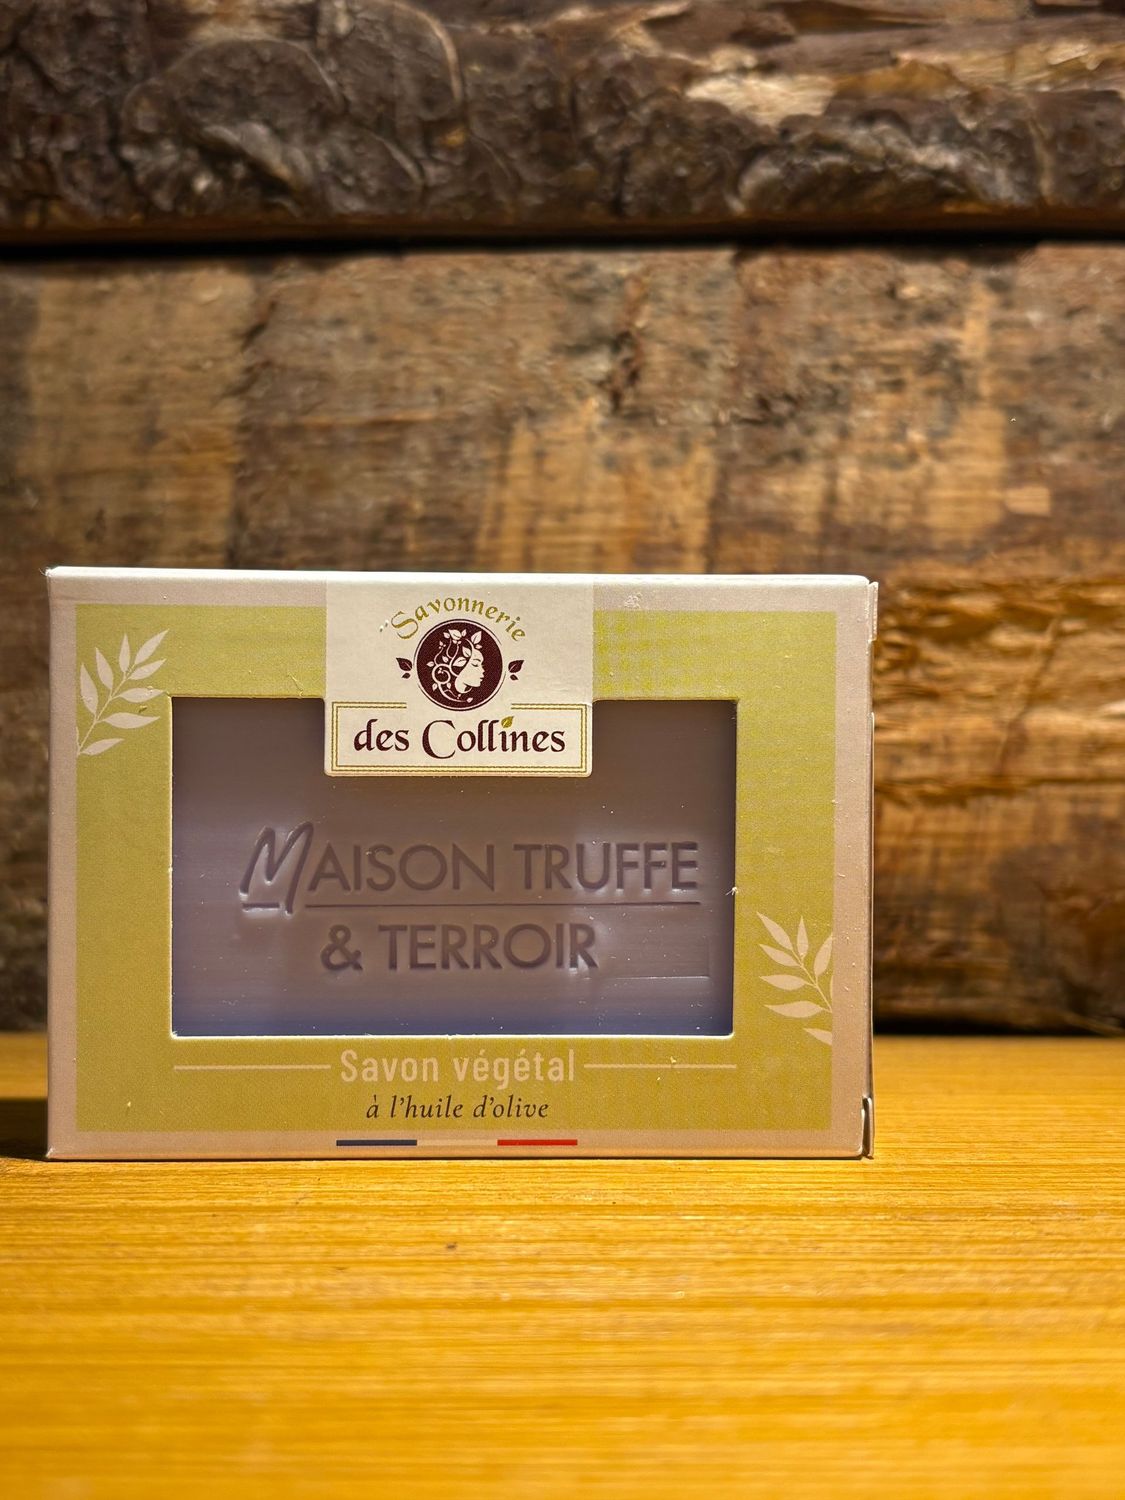 Savonnerie
des Collines
MAISON TRUFFE
& TERROIR
Savon végétal
à l'huile d'olive